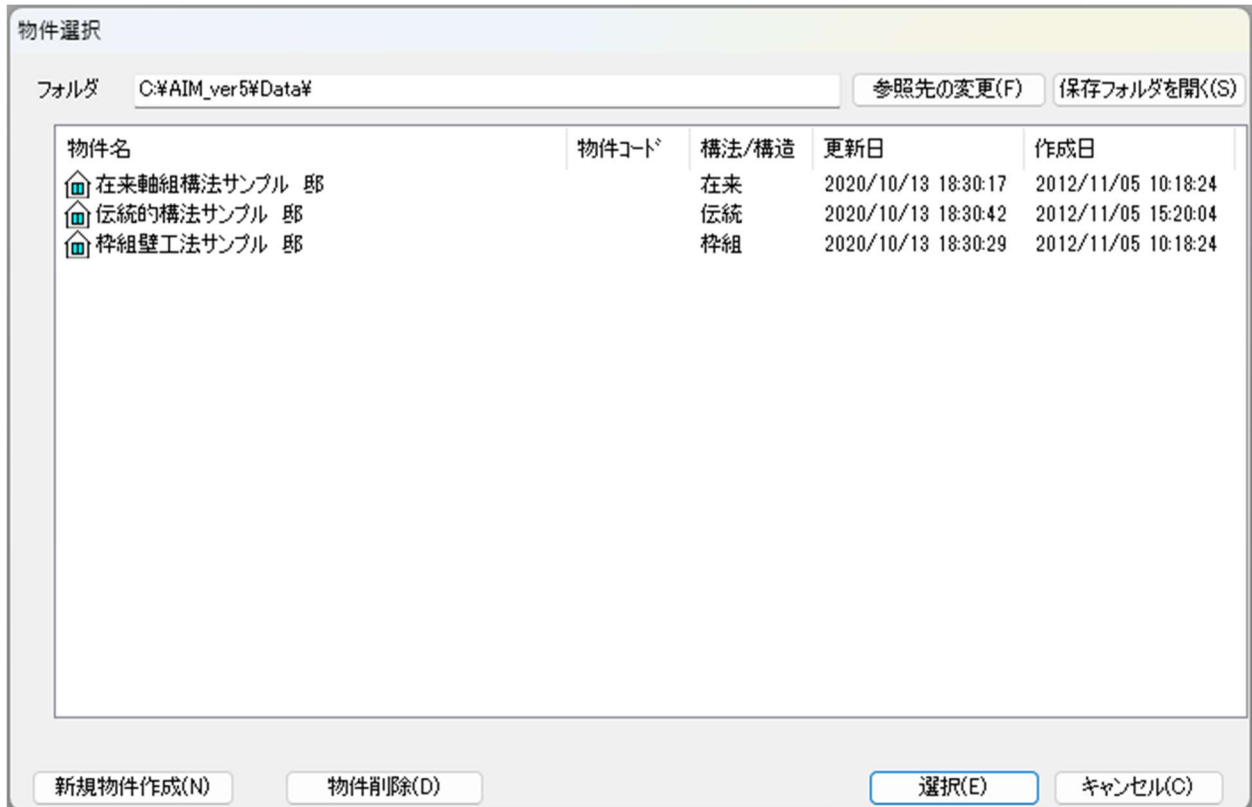 物件選択
フォルダ C:¥AIM_ver5¥Data¥ 参照先の変更(F) 保存フォルダを開く(S)
物件名 物件ｺｰﾄﾞ 構法/構造 更新日 作成日
在来軸組構法サンプル 邸 在来 2020/10/13 18:30:17 2012/11/05 10:18:24
伝統的構法サンプル 邸 伝統 2020/10/13 18:30:42 2012/11/05 15:20:04
枠組壁工法サンプル 邸 枠組 2020/10/13 18:30:29 2012/11/05 10:18:24
新規物件作成(N) 物件削除(D) 選択(E) キャンセル(C)